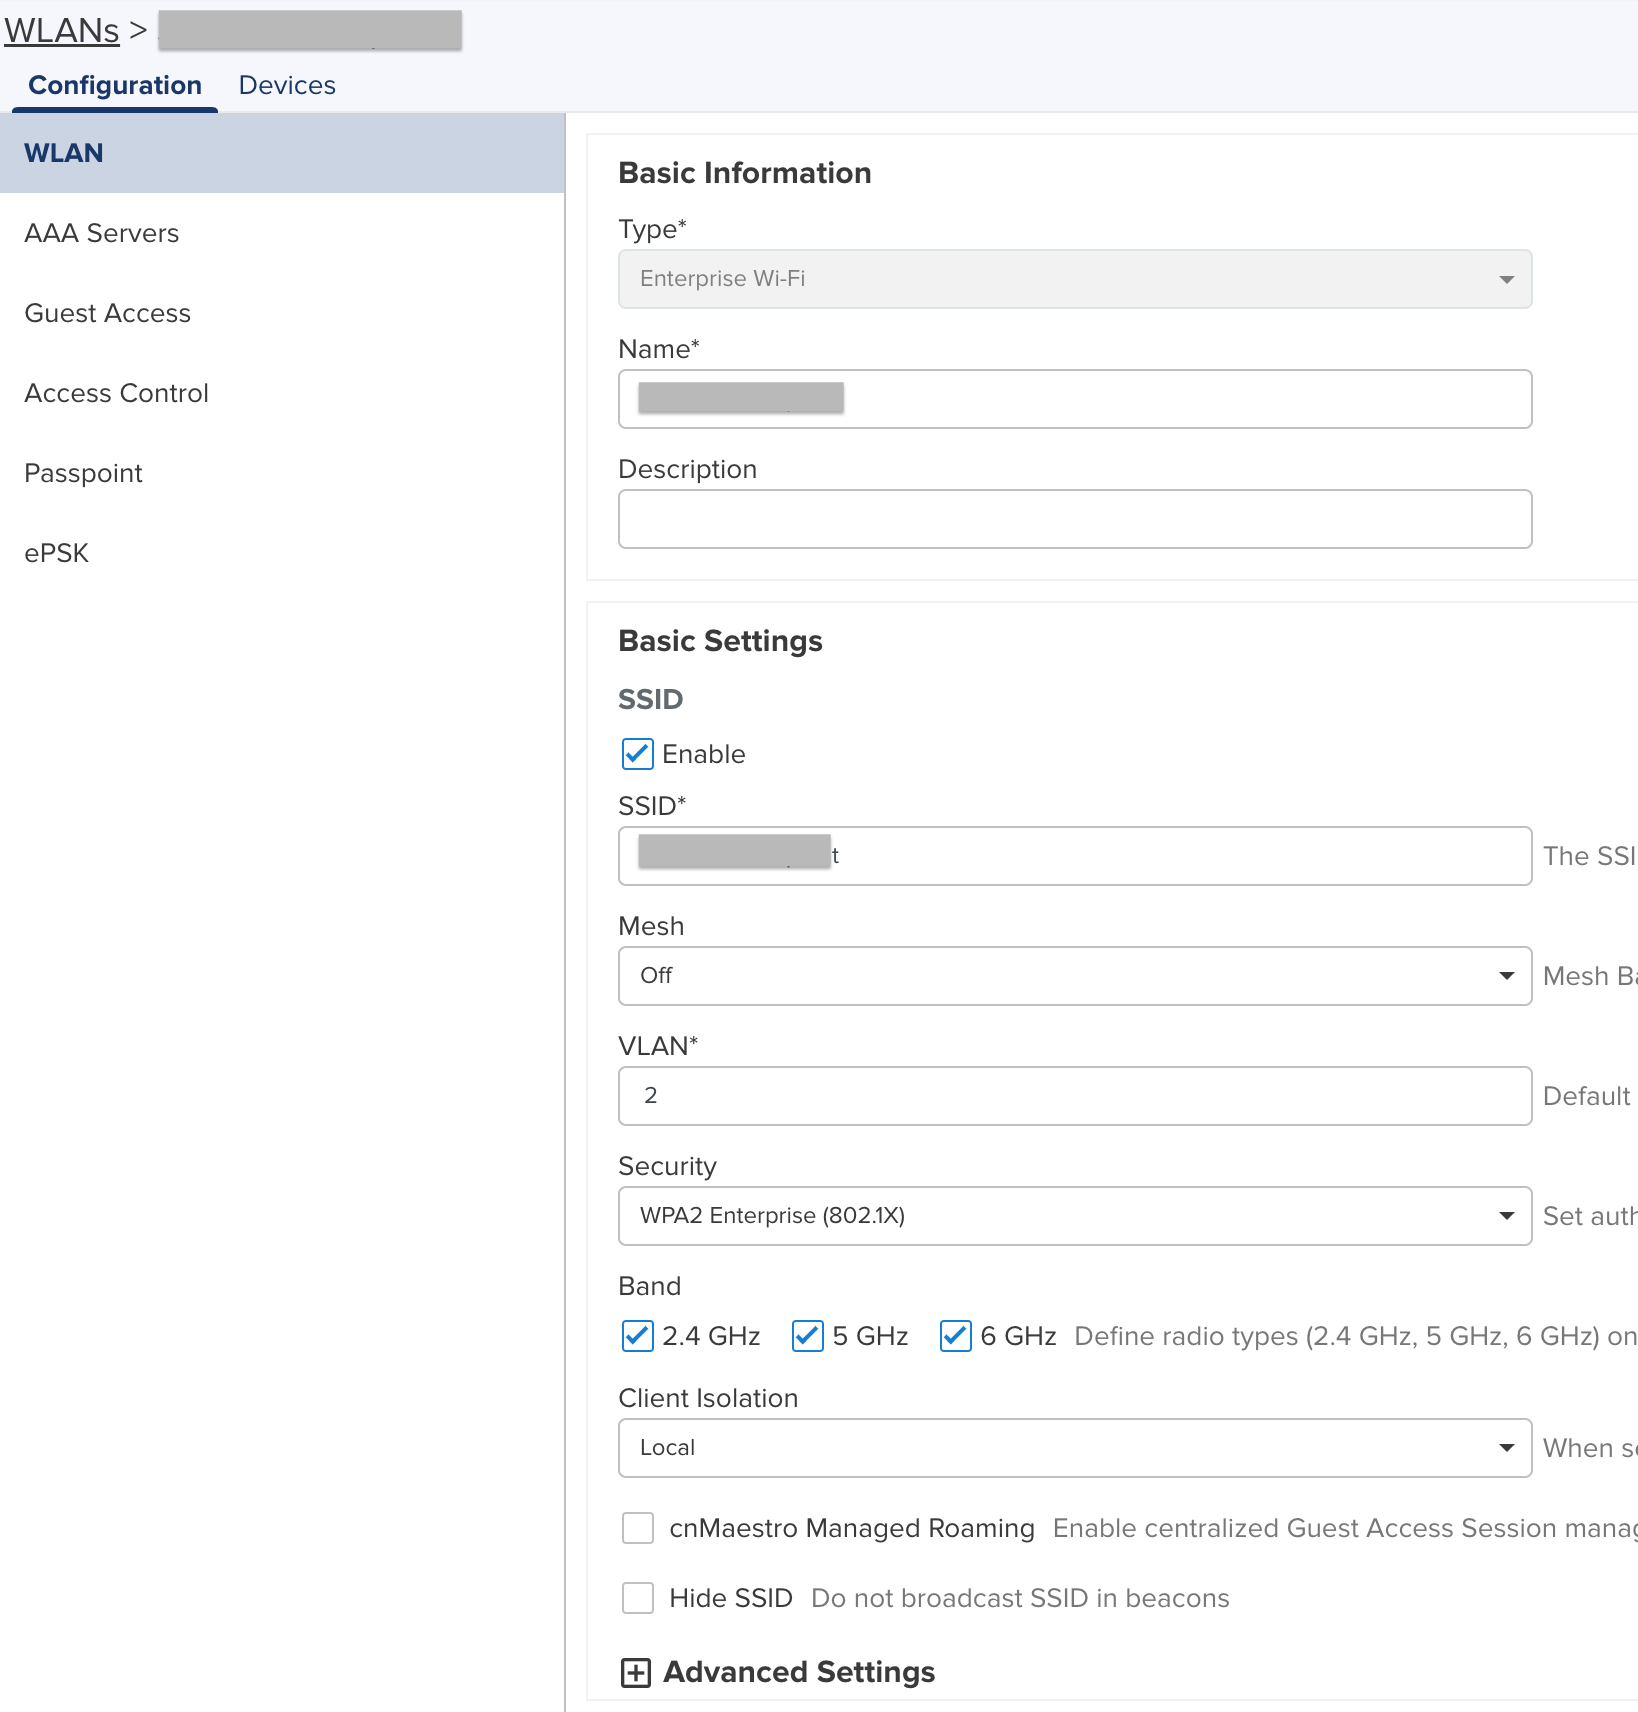 WLANs >
Configuration Devices
WLAN
AAA Servers
Guest Access
Access Control
Passpoint
ePSK
Basic Information
Type*
Enterprise Wi-Fi
Name*
Description
Basic Settings
SSID
Enable
SSID*
t The SSI
Mesh
Off Mesh Ba
VLAN*
2 Default
Security
WPA2 Enterprise (802.1X) Set auth
Band
2.4 GHz 5 GHz 6 GHz Define radio types (2.4 GHz, 5 GHz, 6 GHz) on
Client Isolation
Local When se
cnMaestro Managed Roaming Enable centralized Guest Access Session manag
Hide SSID Do not broadcast SSID in beacons
Advanced Settings